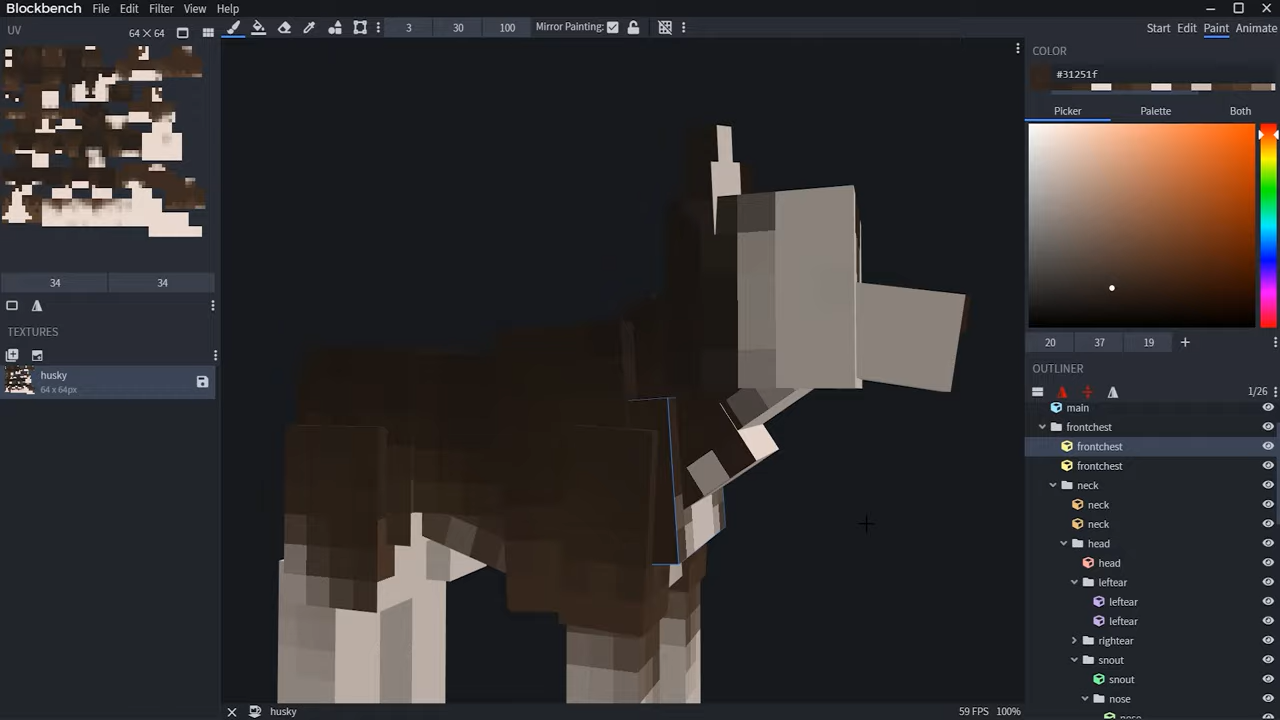 Blockbench File Edit Filter View Help
UV 64 × 64 3 30 100 Mirror Painting: Start Edit Paint Animate
COLOR
#31251f
Picker Palette Both
34 34
TEXTURES
husky
64 x 64px
20 37 19
OUTLINER
1/26
main
frontchest
frontchest
frontchest
neck
neck
neck
head
head
leftear
leftear
leftear
rightear
snout
snout
nose
husky 59 FPS 100%